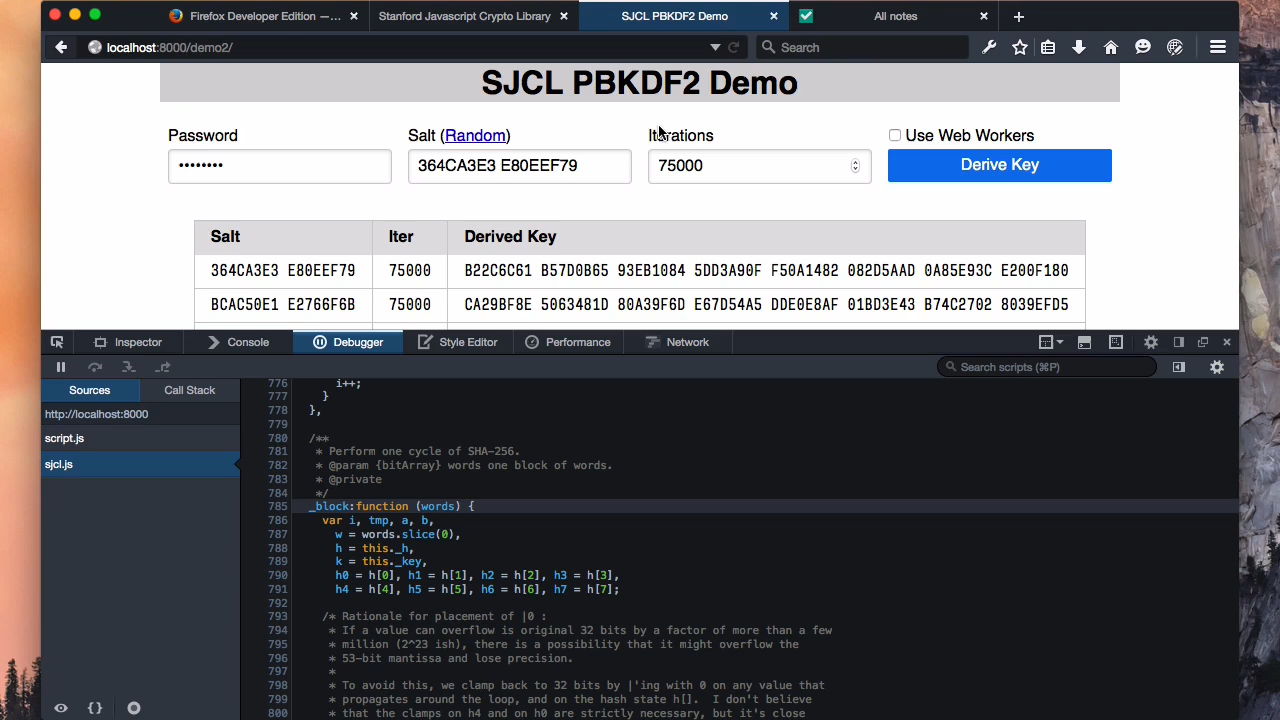 Firefox Developer Edition —...
Stanford Javascript Crypto Library
SJCL PBKDF2 Demo
All notes
localhost:8000/demo2/
Search
SJCL PBKDF2 Demo
Password
Salt (Random)
Iterations
Use Web Workers
••••••••
364CA3E3 E80EEF79
75000
Derive Key
Salt Iter Derived Key
364CA3E3 E80EEF79 75000 B22C6C61 B57D0B65 93EB1084 5DD3A90F F50A1482 082D5AAD 0A85E93C E200F180
BCAC50E1 E2766F6B 75000 CA29BF8E 5063481D 80A39F6D E67D54A5 DDE0E8AF 01BD3E43 B74C2702 8039EFD5
Inspector Console Debugger Style Editor Performance Network
Search scripts (⌘P)
Sources Call Stack
http://localhost:8000
script.js
sjcl.js
776 i++;
777 }
778 },
779
780 /**
781 * Perform one cycle of SHA-256.
782 * @param {bitArray} words one block of words.
783 * @private
784 */
785 _block:function (words) {
786 var i, tmp, a, b,
787 w = words.slice(0),
788 h = this._h,
789 k = this._key,
790 h0 = h[0], h1 = h[1], h2 = h[2], h3 = h[3],
791 h4 = h[4], h5 = h[5], h6 = h[6], h7 = h[7];
792
793 /* Rationale for placement of |0 :
794 * If a value can overflow is original 32 bits by a factor of more than a few
795 * million (2^23 ish), there is a possibility that it might overflow the
796 * 53-bit mantissa and lose precision.
797 *
798 * To avoid this, we clamp back to 32 bits by |'ing with 0 on any value that
799 * propagates around the loop, and on the hash state h[]. I don't believe
800 * that the clamps on h4 and on h0 are strictly necessary, but it's close